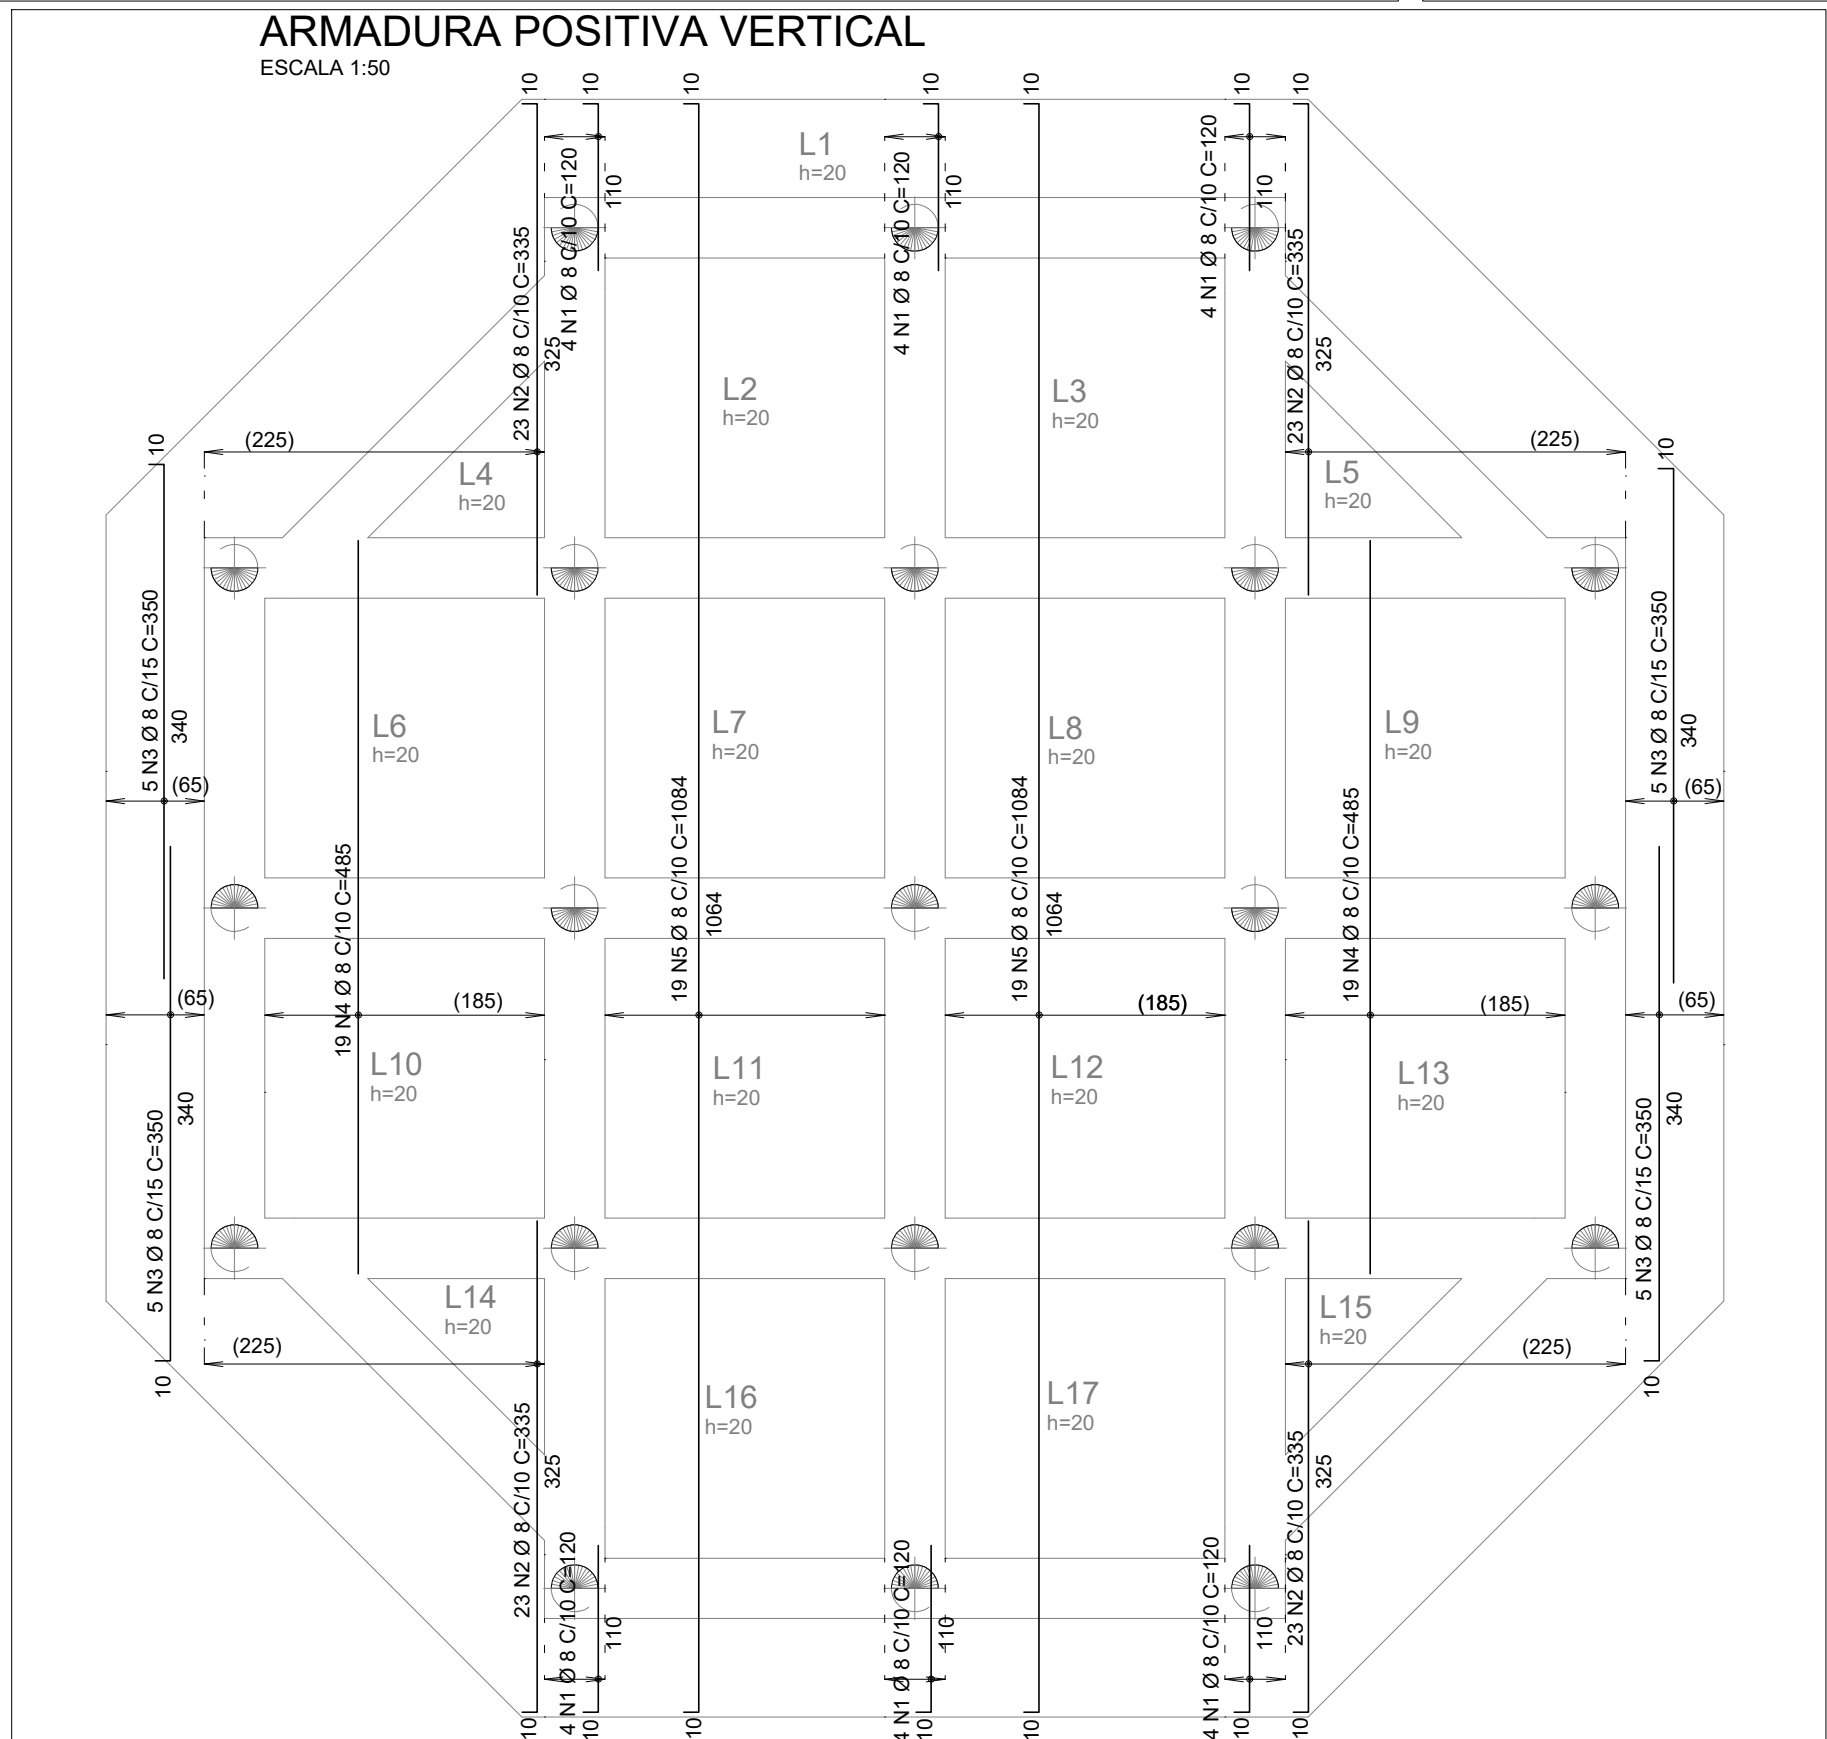 ARMADURA POSITIVA VERTICAL
ESCALA 1:50
10
10
10
10
10
10
10
4 N1 Ø 8 C/10 C=120
110
4 N1 Ø 8 C/10 C=120
110
4 N1 Ø 8 C/10 C=120
110
L1
h=20
23 N2 Ø 8 C/10 C=335
325
23 N2 Ø 8 C/10 C=335
325
L2
h=20
L3
h=20
10
(225)
(225)
10
L4
h=20
L5
h=20
5 N3 Ø 8 C/15 C=350
340
5 N3 Ø 8 C/15 C=350
340
L6
h=20
L7
h=20
L8
h=20
L9
h=20
(65)
(65)
19 N4 Ø 8 C/10 C=485
19 N5 Ø 8 C/10 C=1084
1064
19 N5 Ø 8 C/10 C=1084
1064
19 N4 Ø 8 C/10 C=485
(65)
(185)
(185)
(185)
(65)
L10
h=20
L11
h=20
L12
h=20
L13
h=20
5 N3 Ø 8 C/15 C=350
340
5 N3 Ø 8 C/15 C=350
340
L14
h=20
L15
h=20
(225)
(225)
10
10
L16
h=20
L17
h=20
23 N2 Ø 8 C/10 C=335
325
23 N2 Ø 8 C/10 C=335
325
4 N1 Ø 8 C/10 C=120
110
4 N1 Ø 8 C/10 C=120
110
4 N1 Ø 8 C/10 C=120
110
10
10
10
10
10
10
10